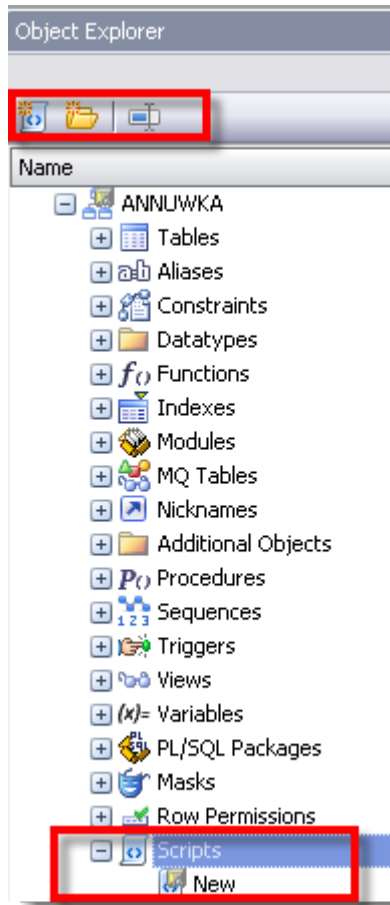 Object Explorer
Name
ANNUWKA
Tables
Aliases
Constraints
Datatypes
Functions
Indexes
Modules
MQ Tables
Nicknames
Additional Objects
Procedures
Sequences
Triggers
Views
Variables
PL/SQL Packages
Masks
Row Permissions
Scripts
New